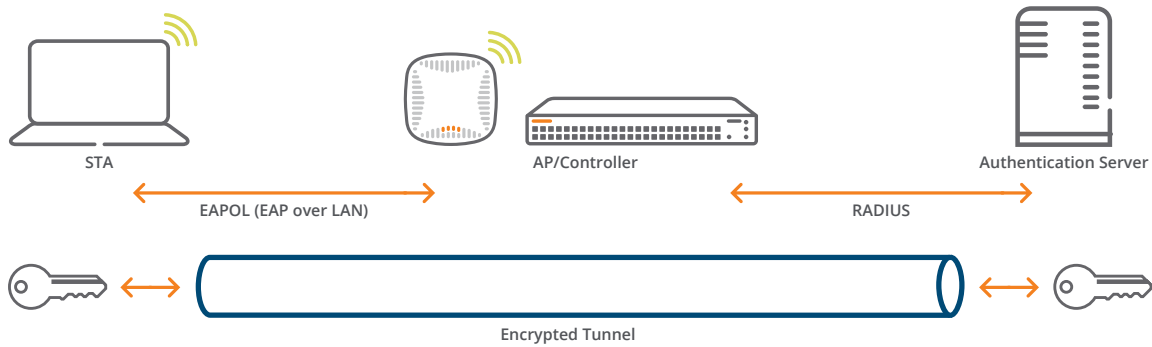 STA
AP/Controller
Authentication Server
EAPOL (EAP over LAN)
RADIUS
Encrypted Tunnel